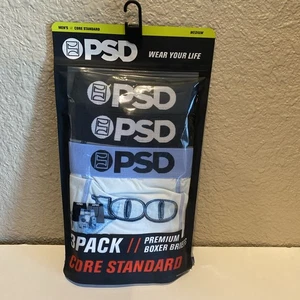 MEN'S CORE STANDARD
MEDIUM
PSD
WEAR YOUR LIFE
PSD
PSD
PSD
100
3PACK // PREMIUM
BOXER BRIEF
CORE STANDARD